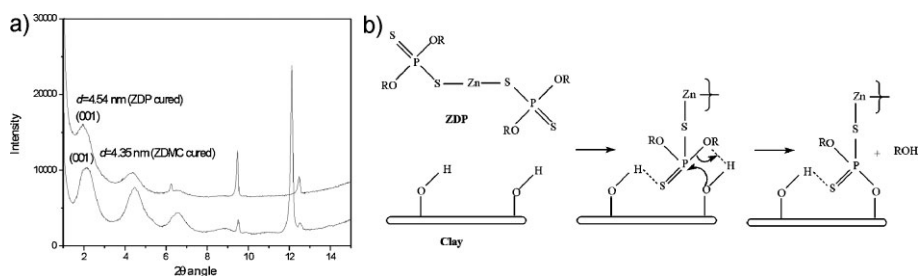 a)
30000
20000
10000
0
Intensity
d=4.54 nm (ZDP cured)
(001)
(001) d=4.35 nm (ZDMC cured)
2 4 6 8 10 12 14
2θ angle
b)
S OR
P
RO S Zn S OR
P
RO S
ZDP
H H
O O
Clay
Zn
S
RO OR
P
H S H
O O
Zn
S
RO
P + ROH
H S
O O